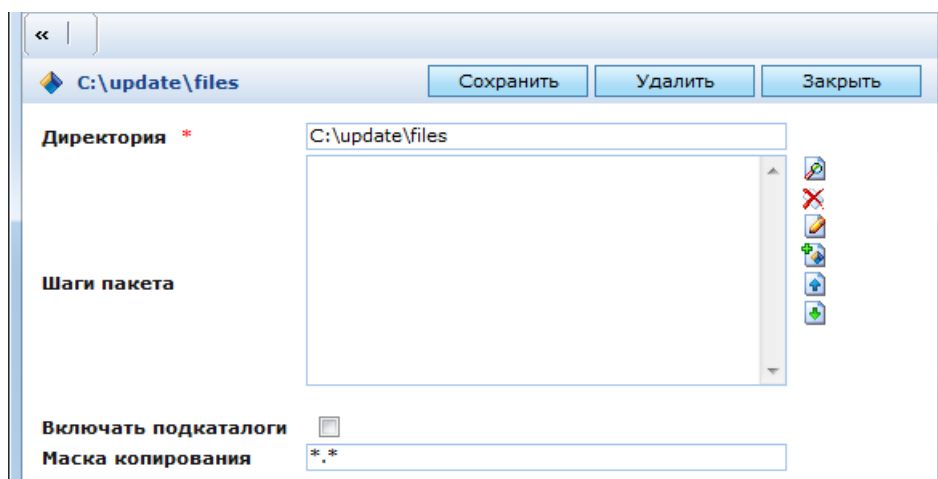 «
C:\update\files Сохранить Удалить Закрыть
Директория * C:\update\files
Шаги пакета
Включать подкаталоги
Маска копирования *.*